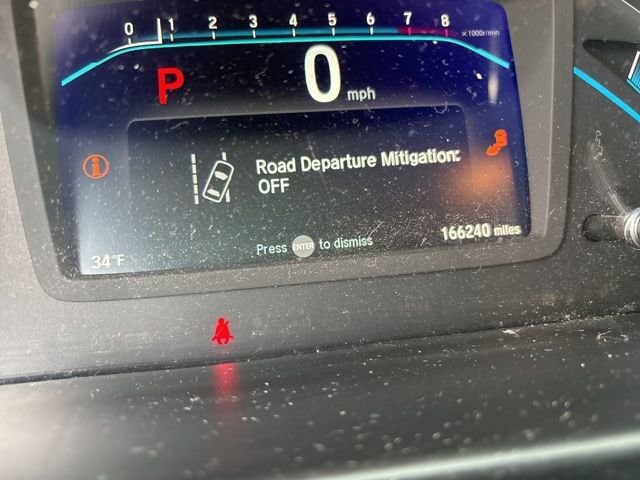 0 1 2 3 4 5 6 7 8 ×1000r/min
P 0 mph
Road Departure Mitigation:
OFF
Press ENTER to dismiss
166240 miles
34°F